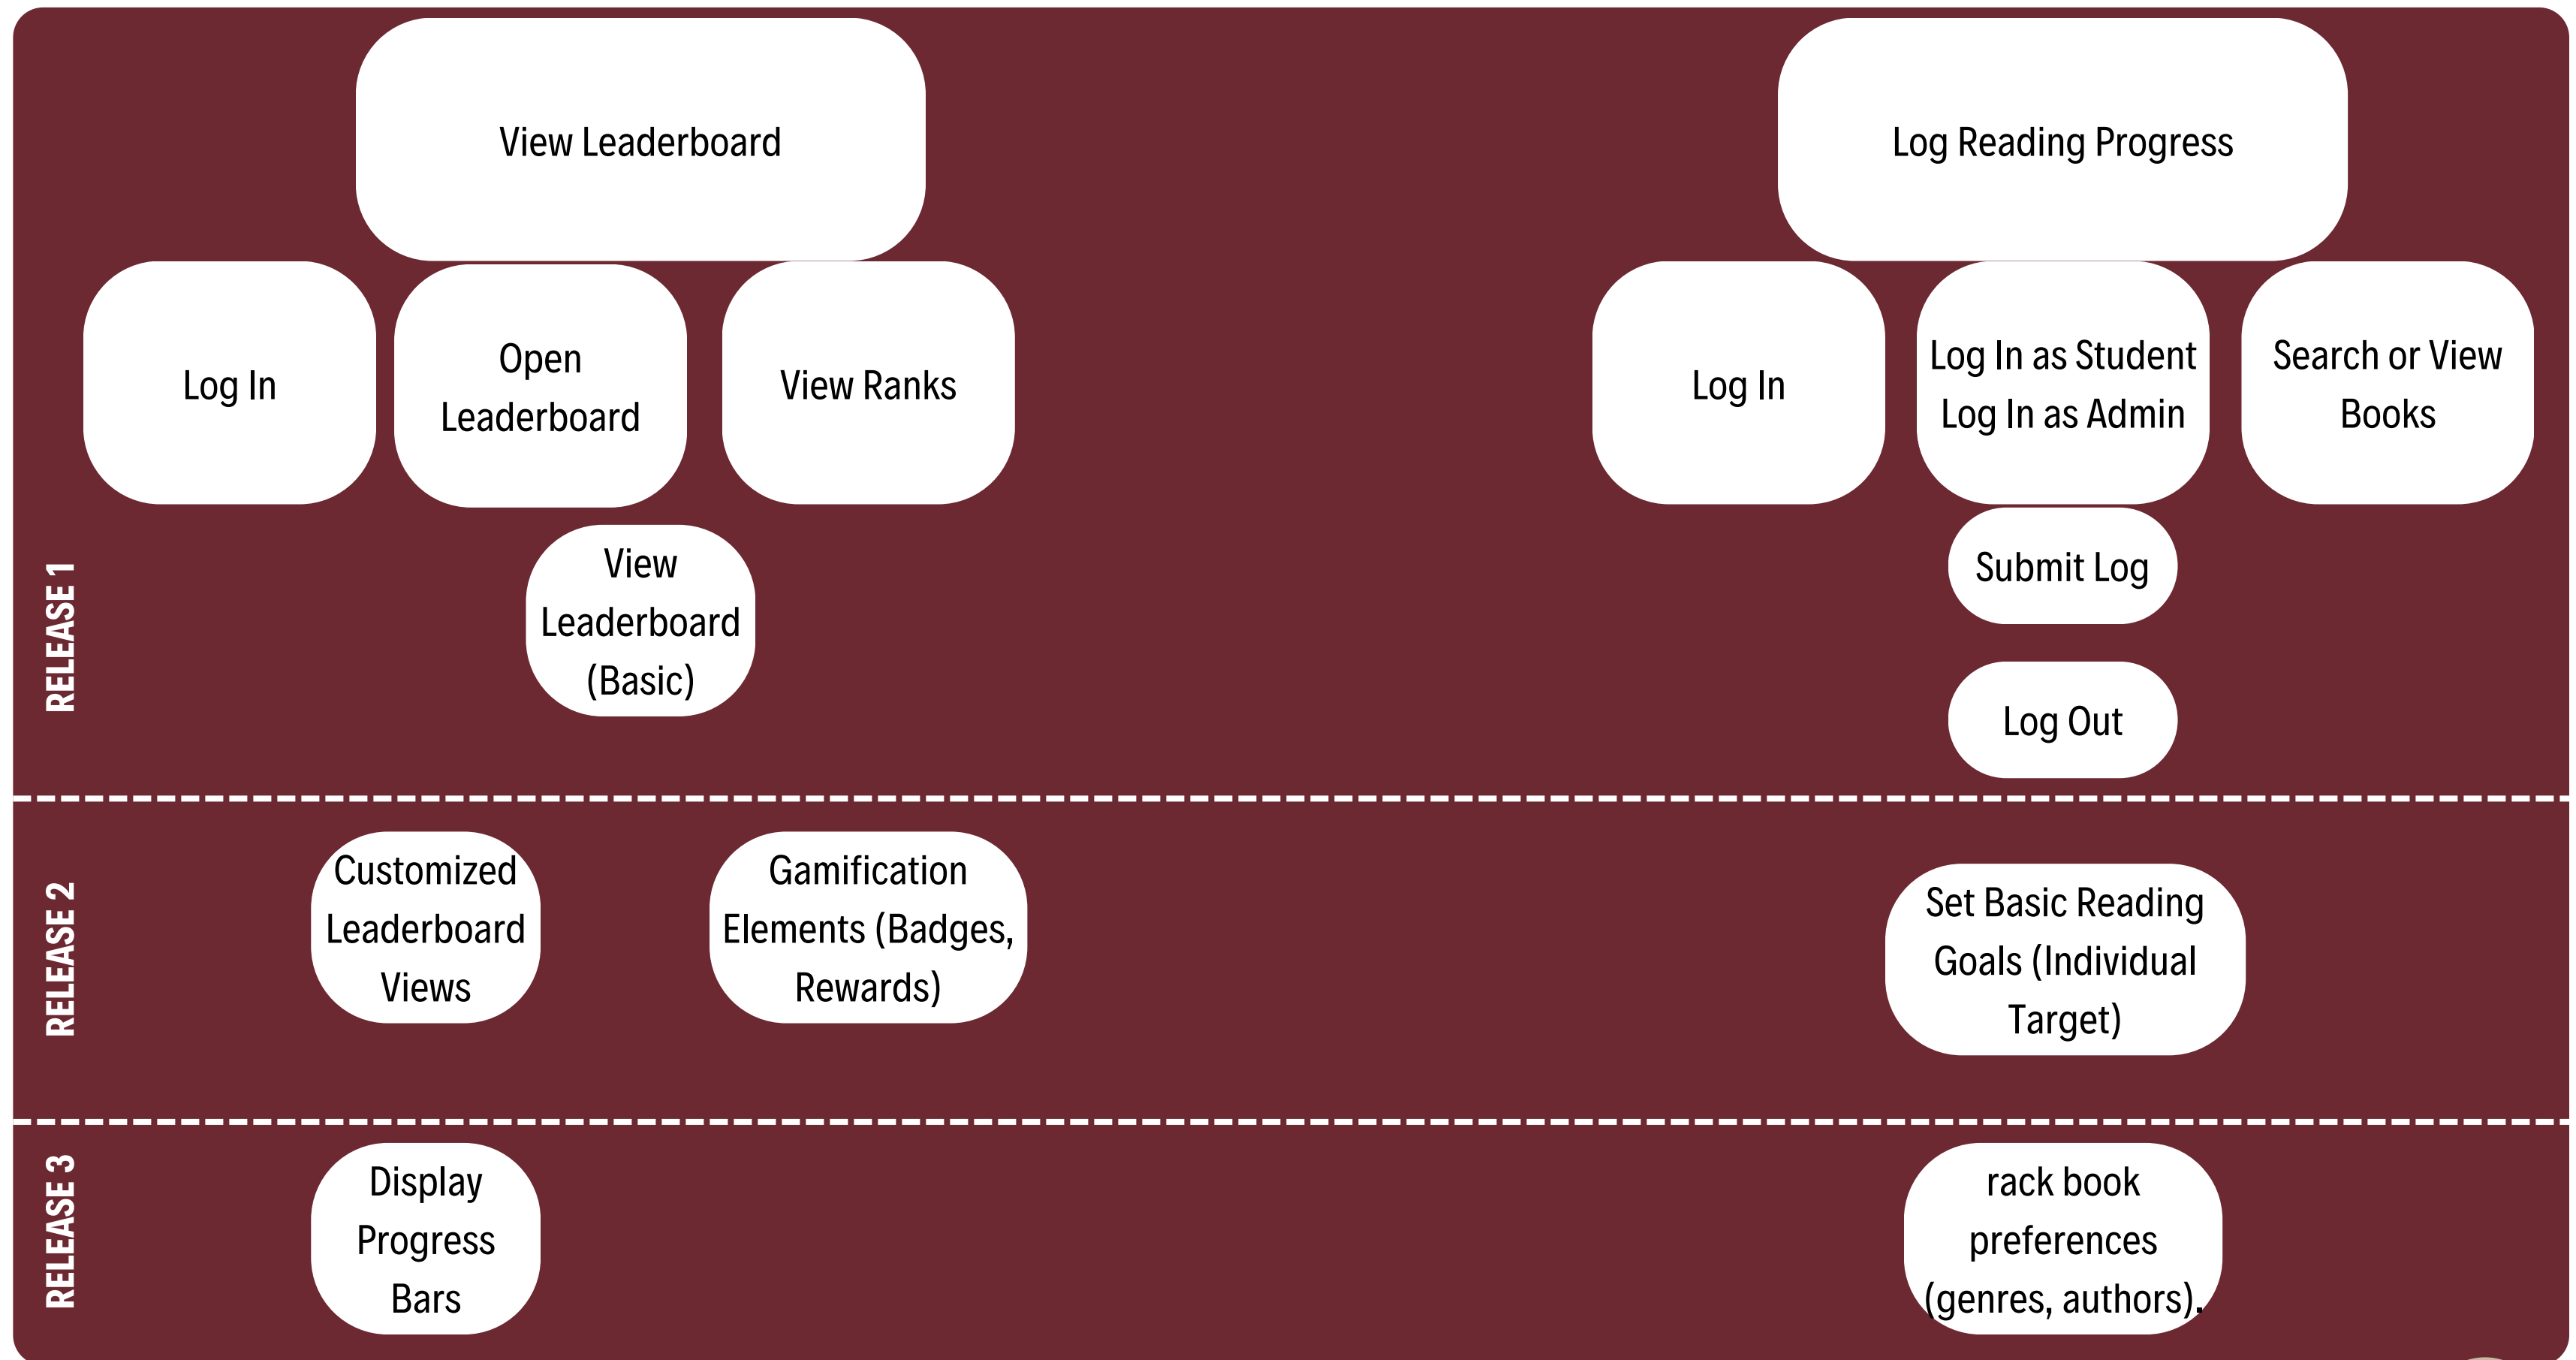 View Leaderboard
Log Reading Progress
Log In
Open
Leaderboard
View Ranks
Log In
Log In as Student
Log In as Admin
Search or View
Books
RELEASE 1
View
Leaderboard
(Basic)
Submit Log
Log Out
RELEASE 2
Customized
Leaderboard
Views
Gamification
Elements (Badges,
Rewards)
Set Basic Reading
Goals (Individual
Target)
RELEASE 3
Display
Progress
Bars
rack book
preferences
(genres, authors).